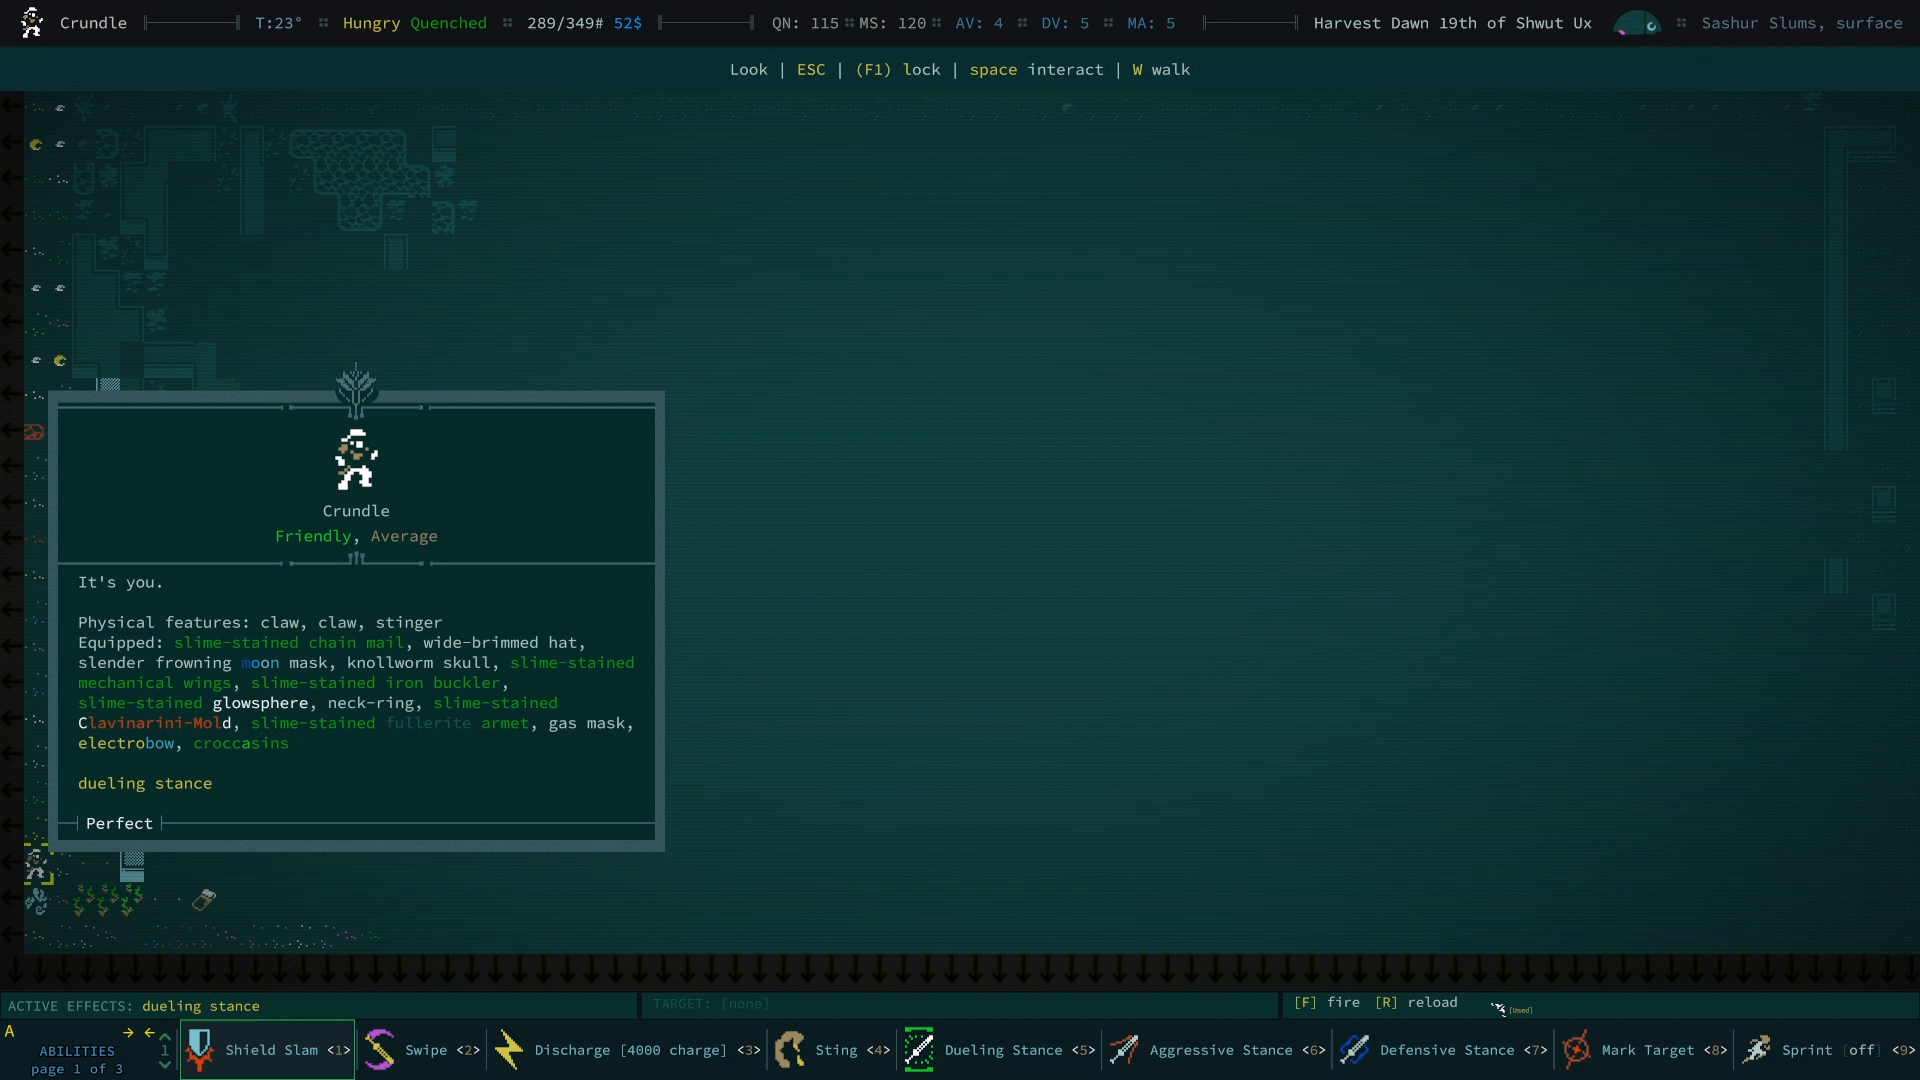 Crundle T:23° Hungry Quenched 289/349# 52$ QN: 115 MS: 120 AV: 4 DV: 5 MA: 5 Harvest Dawn 19th of Shwut Ux Sashur Slums, surface
Look | ESC | (F1) lock | space interact | W walk
Crundle
Friendly, Average
It's you.
Physical features: claw, claw, stinger
Equipped: slime-stained chain mail, wide-brimmed hat,
slender frowning moon mask, knollworm skull, slime-stained
mechanical wings, slime-stained iron buckler,
slime-stained glowsphere, neck-ring, slime-stained
Clavinarini-Mold, slime-stained fullerite armet, gas mask,
electrobow, croccasins
dueling stance
Perfect
ACTIVE EFFECTS: dueling stance TARGET: [none] [F] fire [R] reload [Used]
A
ABILITIES
page 1 of 3
1
Shield Slam <1> Swipe <2> Discharge [4000 charge] <3> Sting <4> Dueling Stance <5> Aggressive Stance <6> Defensive Stance <7> Mark Target <8> Sprint [off] <9>